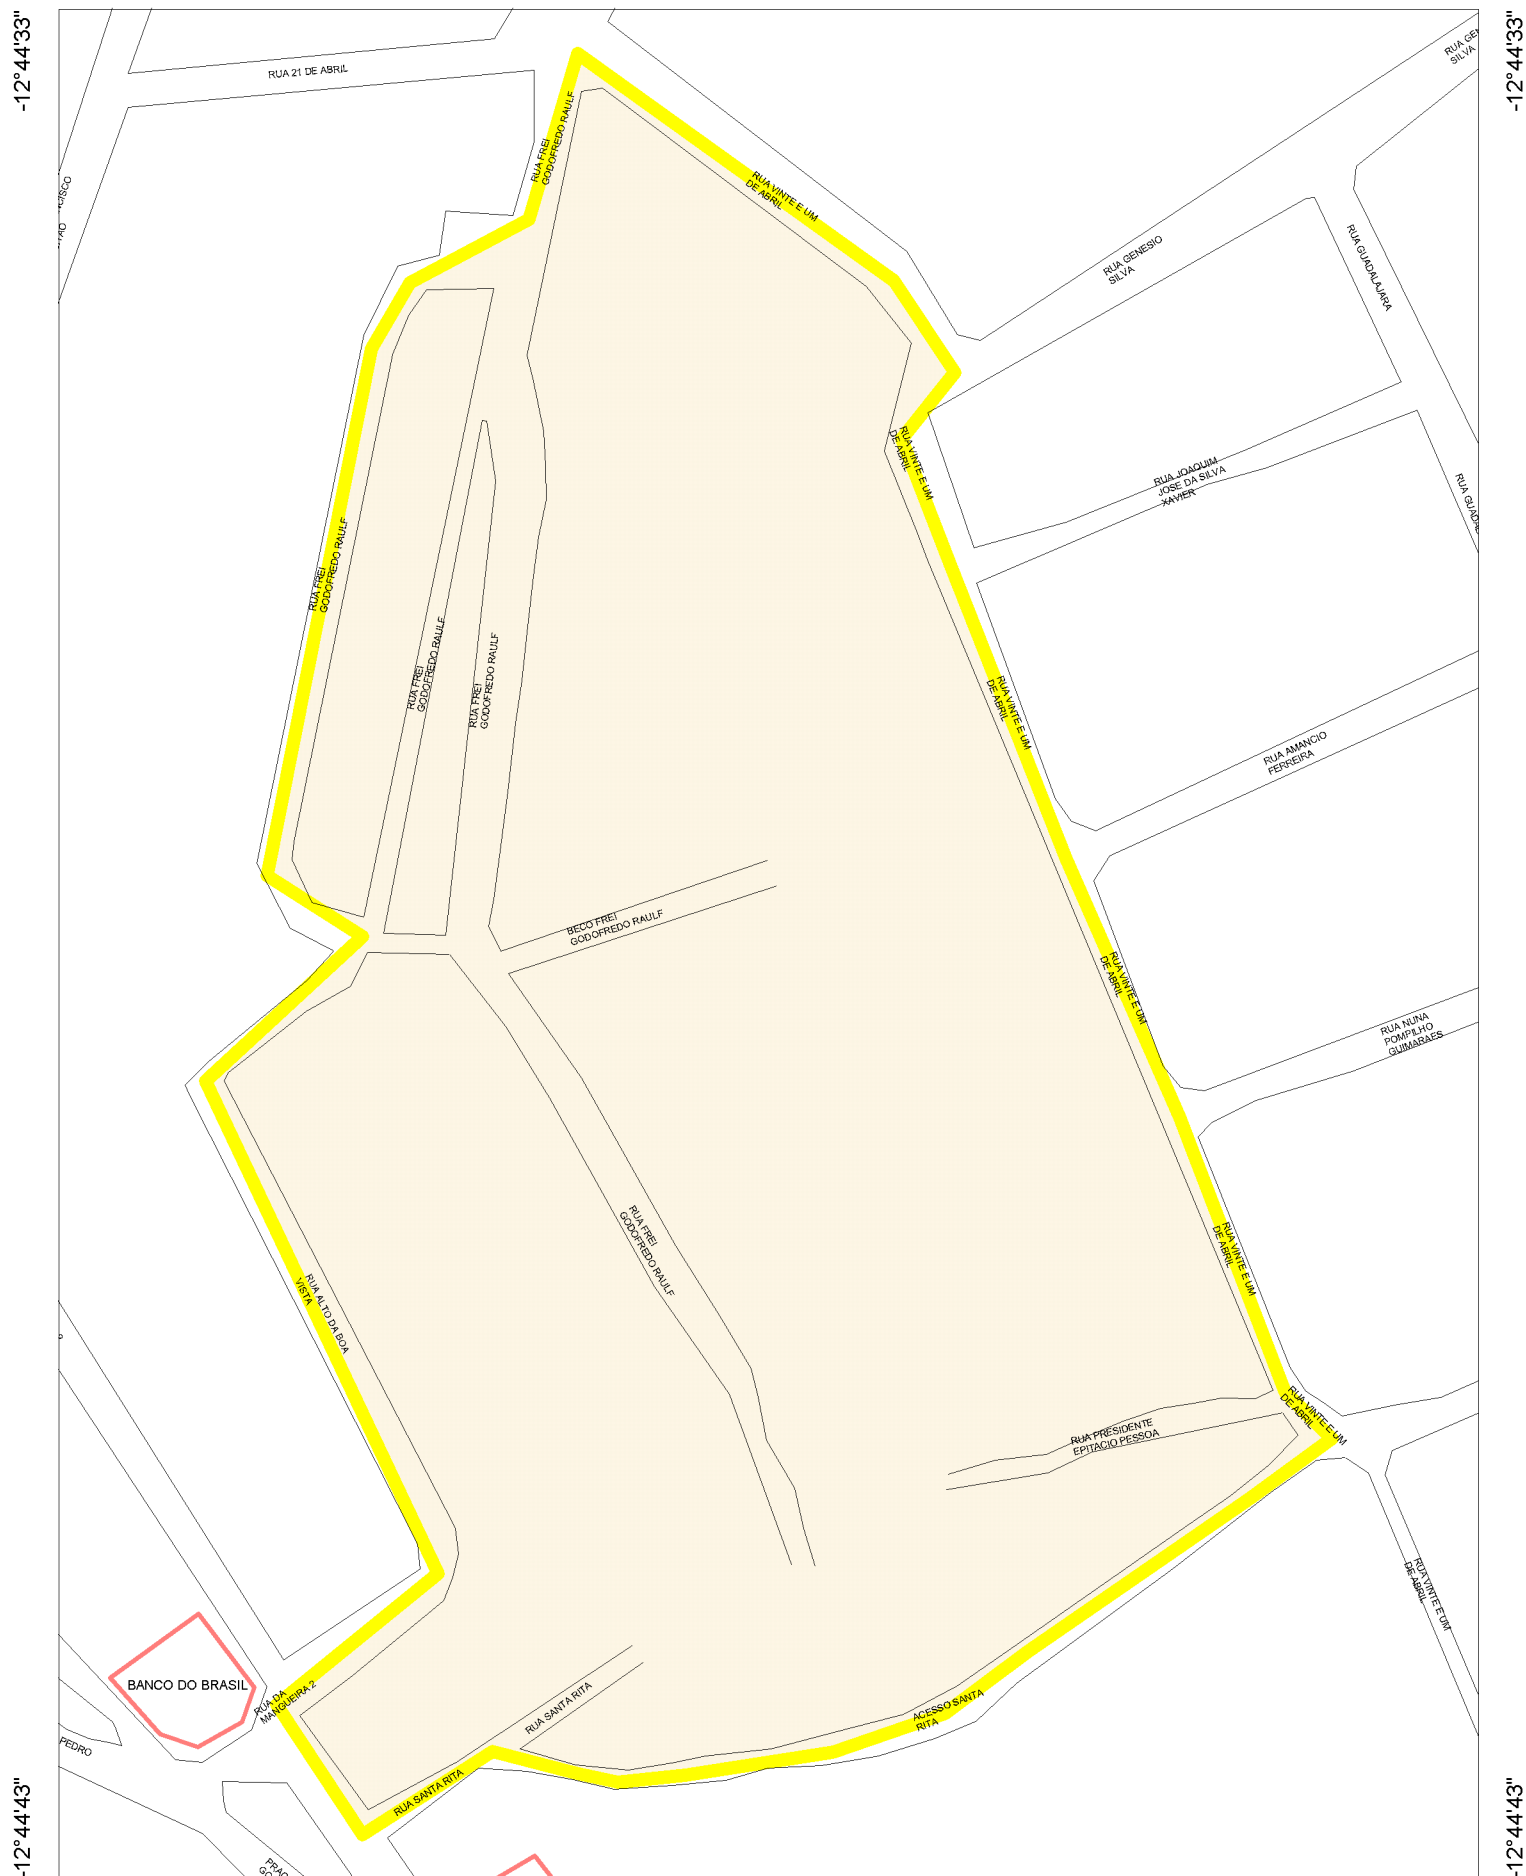 -12°44'33"
-12°44'33"
RUA 21 DE ABRIL
RUA GEN
SILVA
RUA FREI
GODOFREDO RAULF
RUA VINTE E UM
DE ABRIL
RUA GENESIO
SILVA
RUA GUADALAJARA
RUA VINTE E UM
DE ABRIL
RUA JOAQUIM
JOSE DA SILVA
XAVIER
RUA GUADAL
RUA FREI
GODOFREDO RAULF
RUA FREI
GODOFREDO RAULF
RUA FREI
GODOFREDO RAULF
RUA VINTE E UM
DE ABRIL
RUA AMANCIO
FERREIRA
BECO FREI
GODOFREDO RAULF
RUA VINTE E UM
DE ABRIL
RUA NUNA
POMPILHO
GUIMARAES
RUA FREI
GODOFREDO RAULF
RUA VINTE E UM
DE ABRIL
RUA ALTO DA BOA
VISTA
RUA VINTE E UM
DE ABRIL
RUA PRESIDENTE
EPITACIO PESSOA
RUA VINTE E UM
DE ABRIL
BANCO DO BRASIL
RUA DA
MANGUEIRA 2
RUA SANTA RITA
ACESSO SANTA
RITA
PEDRO
RUA SANTA RITA
-12°44'43"
-12°44'43"